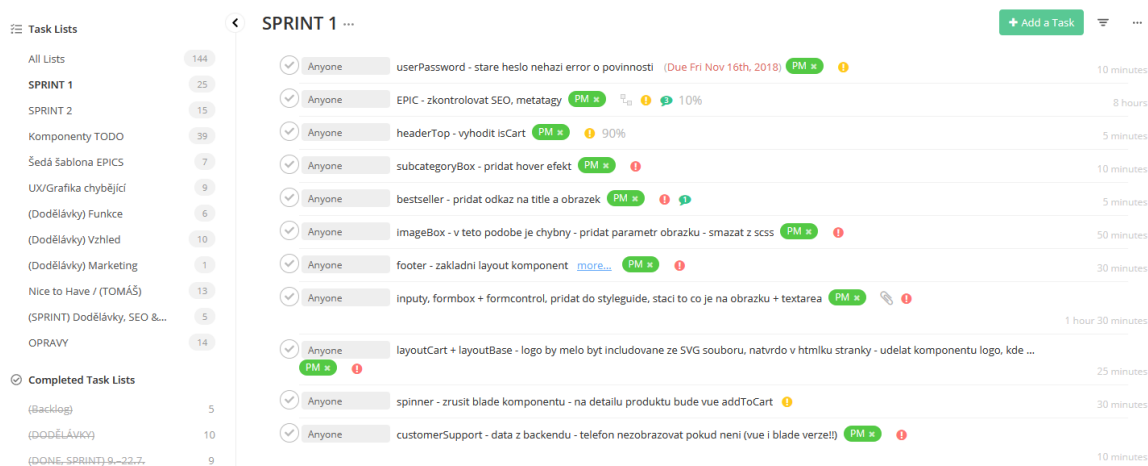 Task Lists
All Lists 144
SPRINT 1 25
SPRINT 2 15
Komponenty TODO 39
Šedá šablona EPICS 7
UX/Grafika chybějící 9
(Dodělávky) Funkce 6
(Dodělávky) Vzhled 10
(Dodělávky) Marketing 1
Nice to Have / (TOMÁŠ) 13
(SPRINT) Dodělávky, SEO &... 5
OPRAVY 14
Completed Task Lists
(Backlog) 5
(DODĚLÁVKY) 10
(DONE, SPRINT) 9.–22.7. 9
SPRINT 1 ...
+ Add a Task
Anyone userPassword - stare heslo nehazi error o povinnosti (Due Fri Nov 16th, 2018) PM × 10 minutes
Anyone EPIC - zkontrolovat SEO, metatagy PM × 3 10% 8 hours
Anyone headerTop - vyhodit isCart PM × 90% 5 minutes
Anyone subcategoryBox - pridat hover efekt PM × 10 minutes
Anyone bestseller - pridat odkaz na title a obrazek PM × 1 5 minutes
Anyone imageBox - v teto podobe je chybny - pridat parametr obrazku - smazat z scss PM × 50 minutes
Anyone footer - zakladni layout komponent more... PM × 30 minutes
Anyone inputy, formbox + formcontrol, pridat do styleguide, staci to co je na obrazku + textarea PM ×
1 hour 30 minutes
Anyone layoutCart + layoutBase - logo by melo byt includovane ze SVG souboru, natvrdo v htmlku stranky - udelat komponentu logo, kde ...
PM × 25 minutes
Anyone spinner - zrusit blade komponentu - na detailu produktu bude vue addToCart 30 minutes
Anyone customerSupport - data z backendu - telefon nezobrazovat pokud neni (vue i blade verze!!) PM ×
10 minutes